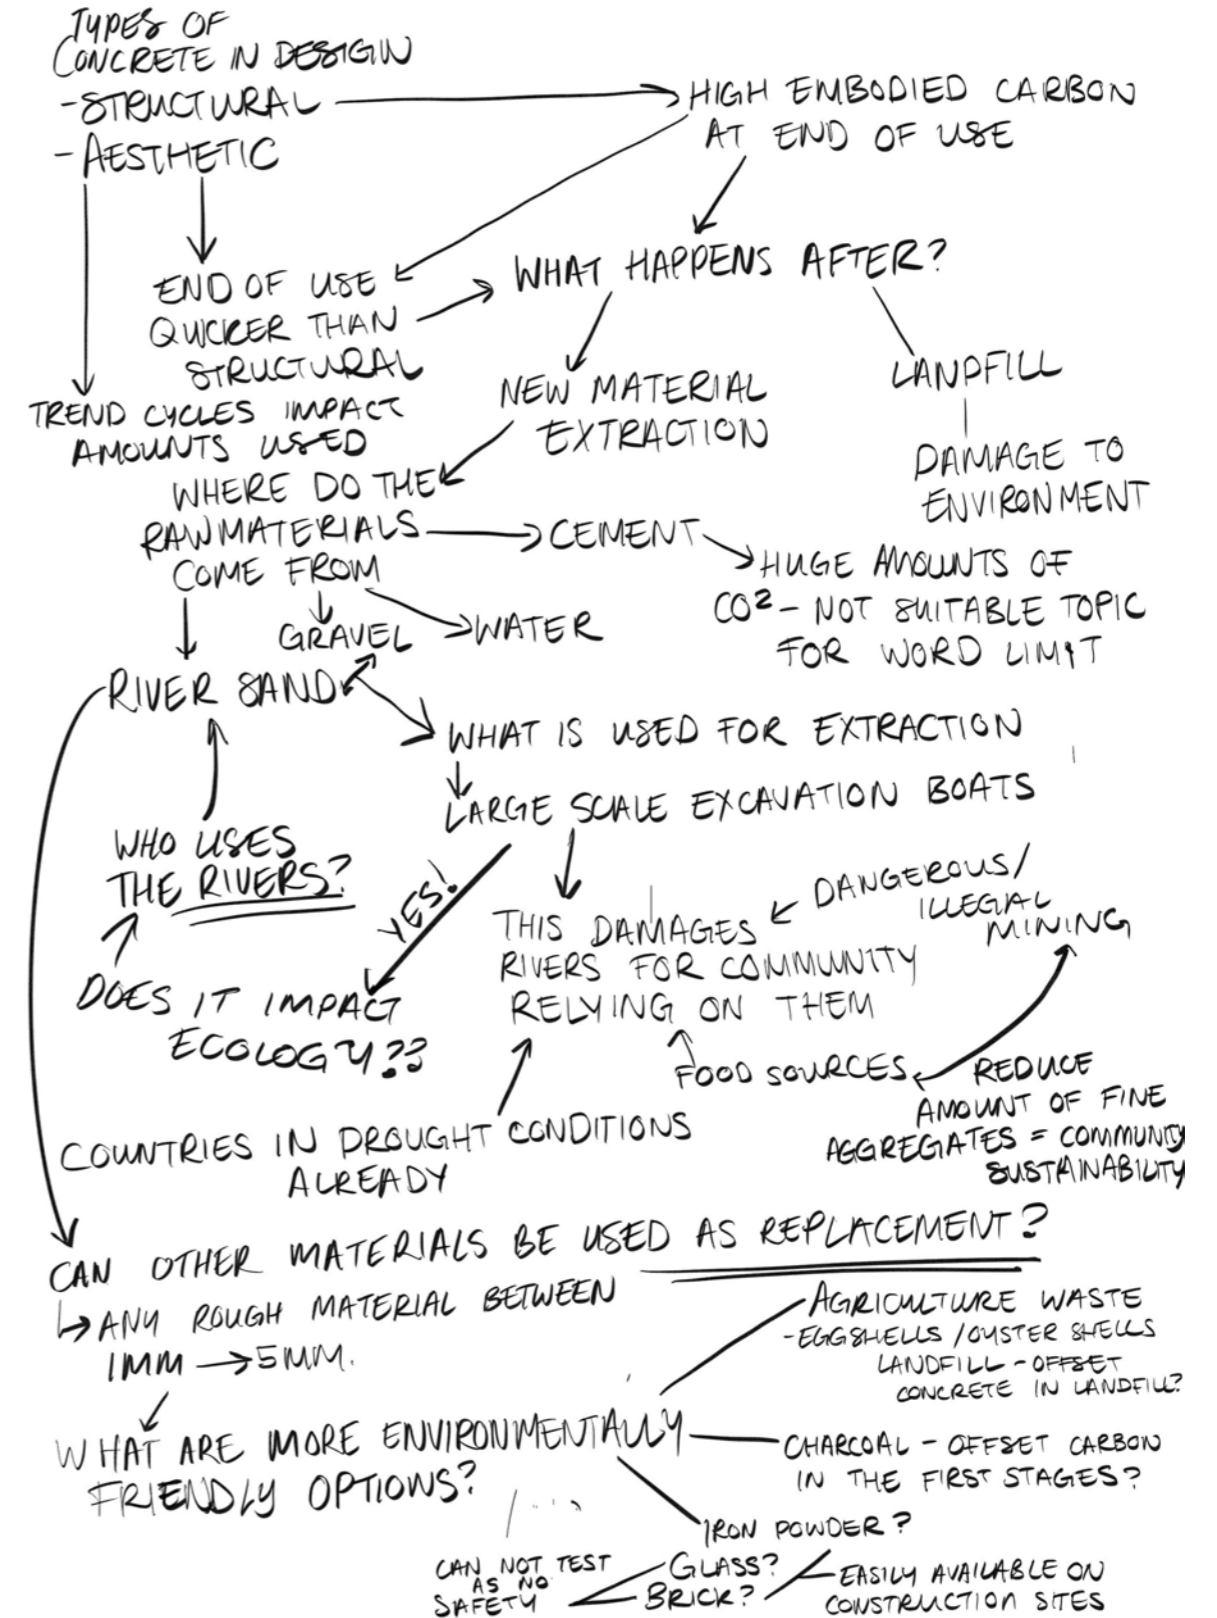 TYPES OF
CONCRETE IN DESIGN
- STRUCTURAL
- AESTHETIC
HIGH EMBODIED CARBON
AT END OF USE
END OF USE
QUICKER THAN
STRUCTURAL
WHAT HAPPENS AFTER?
TREND CYCLES IMPACT
AMOUNTS USED
NEW MATERIAL
EXTRACTION
LANDFILL
DAMAGE TO
ENVIRONMENT
WHERE DO THE
RAW MATERIALS
COME FROM
CEMENT
HUGE AMOUNTS OF
CO² - NOT SUITABLE TOPIC
FOR WORD LIMIT
GRAVEL
WATER
RIVER SAND
WHAT IS USED FOR EXTRACTION
LARGE SCALE EXCAVATION BOATS
WHO USES
THE RIVERS?
YES!
DOES IT IMPACT
ECOLOGY??
THIS DAMAGES
RIVERS FOR COMMUNITY
RELYING ON THEM
DANGEROUS/
ILLEGIAL
MINING
FOOD SOURCES
REDUCE
AMOUNT OF FINE
AGGREGATES = COMMUNITY
SUSTAINABILITY
COUNTRIES IN DROUGHT CONDITIONS
ALREADY
CAN OTHER MATERIALS BE USED AS REPLACEMENT?
↳ ANY ROUGH MATERIAL BETWEEN
1MM → 5MM.
WHAT ARE MORE ENVIRONMENTALLY
FRIENDLY OPTIONS?
AGRICULTURE WASTE
- EGGSHELLS / OYSTER SHELLS
LANDFILL - OFFSET
CONCRETE IN LANDFILL?
CHARCOAL - OFFSET CARBON
IN THE FIRST STAGES?
IRON POWDER?
GLASS?
BRICK?
CAN NOT TEST
AS NO
SAFETY
EASILY AVAILABLE ON
CONSTRUCTION SITES